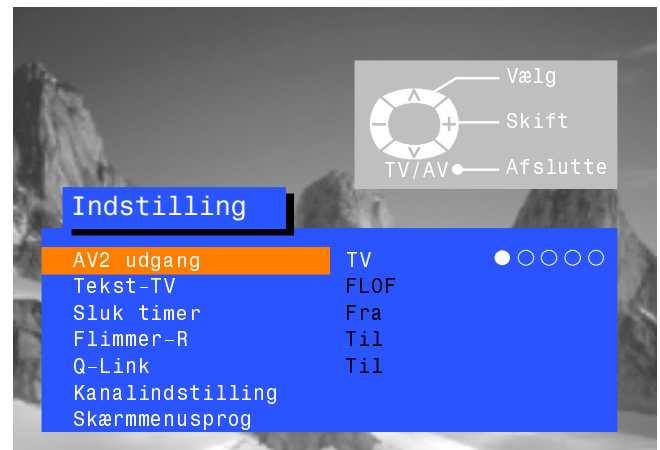 Vælg
Skift
TV/AV Afslutte
Indstilling
AV2 udgang TV
Tekst-TV FLOF
Sluk timer Fra
Flimmer-R Til
Q-Link Til
Kanalindstilling
Skærmmenusprog